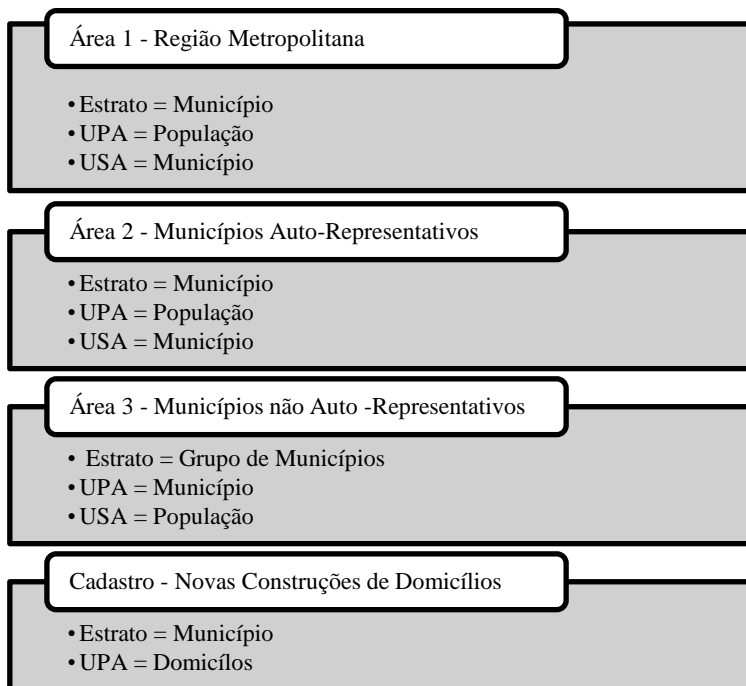 Área 1 - Região Metropolitana
• Estrato = Município
• UPA = População
• USA = Município
Área 2 - Municípios Auto-Representativos
• Estrato = Município
• UPA = População
• USA = Município
Área 3 - Municípios não Auto -Representativos
• Estrato = Grupo de Municípios
• UPA = Município
• USA = População
Cadastro - Novas Construções de Domicílios
• Estrato = Município
• UPA = Domicílos